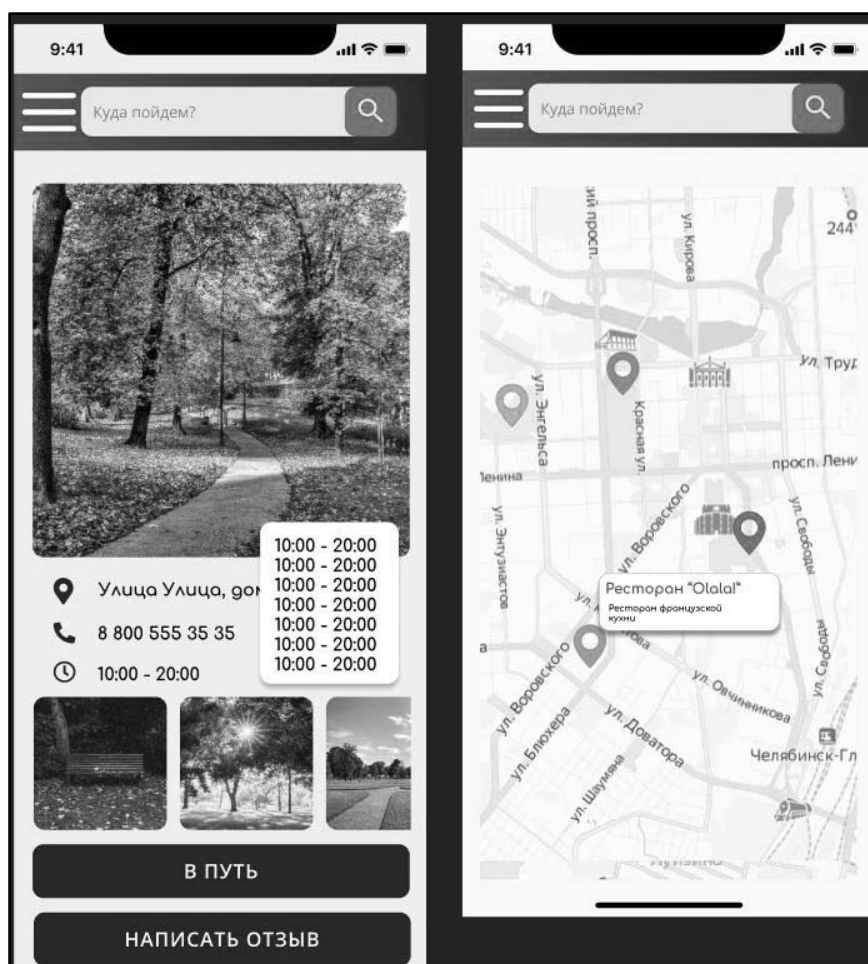 9:41
Куда пойдем?
Улица Улица,
8 800 555 35 35
10:00 - 20:00
10:00 - 20:00
10:00 - 20:00
10:00 - 20:00
10:00 - 20:00
10:00 - 20:00
10:00 - 20:00
10:00 - 20:00
В ПУТЬ
НАПИСАТЬ ОТЗЫВ
9:41
Куда пойдем?
ий просп.
ул. Кирова
244
ул. Труд
ул. Энгельса
Красная ул.
Ленина
просп. Лени
ул. Энтузиастов
ул. Воровского
ул. Свободы
Ресторан “Olala!”
Ресторан французской
кухни
ул. Воровского
ул. Блюхера
ул. Овчинникова
ул. Свободы
ул. Доватора
ул. Шаумяна
Челябинск-Гл